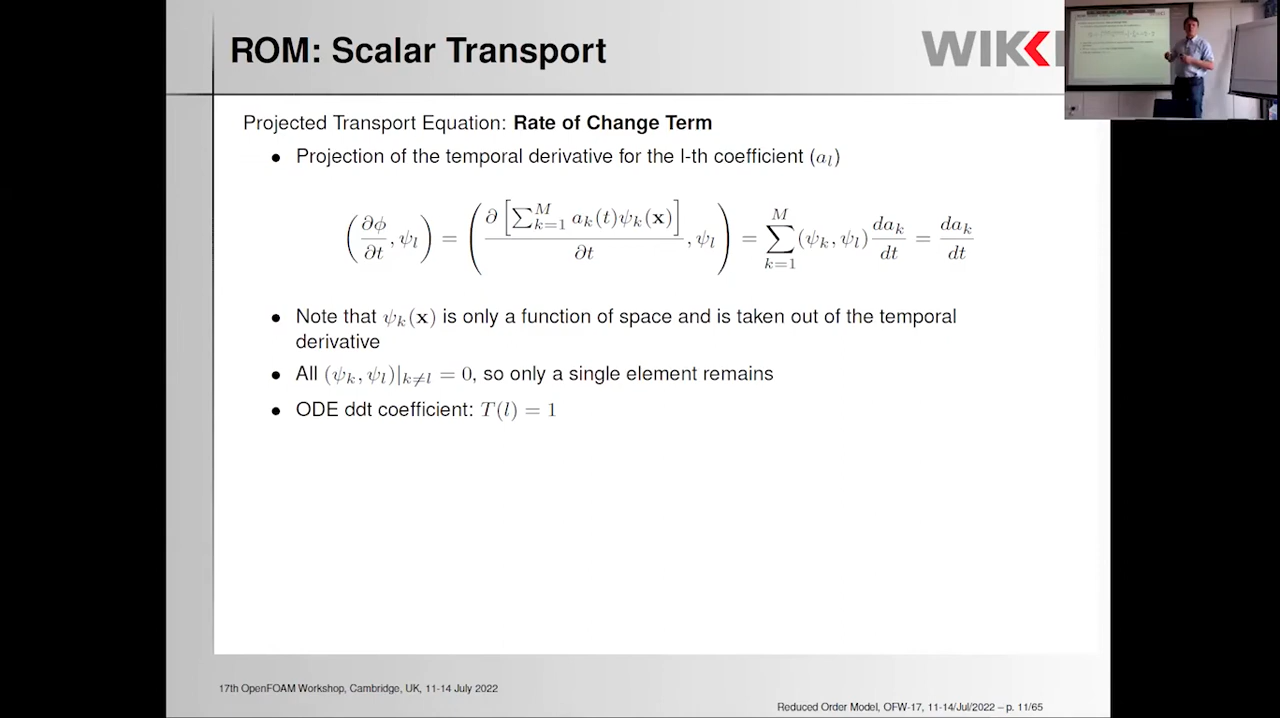 ROM: Scalar Transport
WIKKI
Projected Transport Equation: Rate of Change Term
• Projection of the temporal derivative for the l-th coefficient (a_l)
(∂φ/∂t, ψ_l) = (∂[∑_{k=1}^{M} a_k(t)ψ_k(x)]/∂t, ψ_l) = ∑_{k=1}^{M} (ψ_k, ψ_l) da_k/dt = da_k/dt
• Note that ψ_k(x) is only a function of space and is taken out of the temporal
derivative
• All (ψ_k, ψ_l)|_{k≠l} = 0, so only a single element remains
• ODE ddt coefficient: T(l) = 1
17th OpenFOAM Workshop, Cambridge, UK, 11-14 July 2022
Reduced Order Model, OFW-17, 11-14/Jul/2022 – p. 11/65